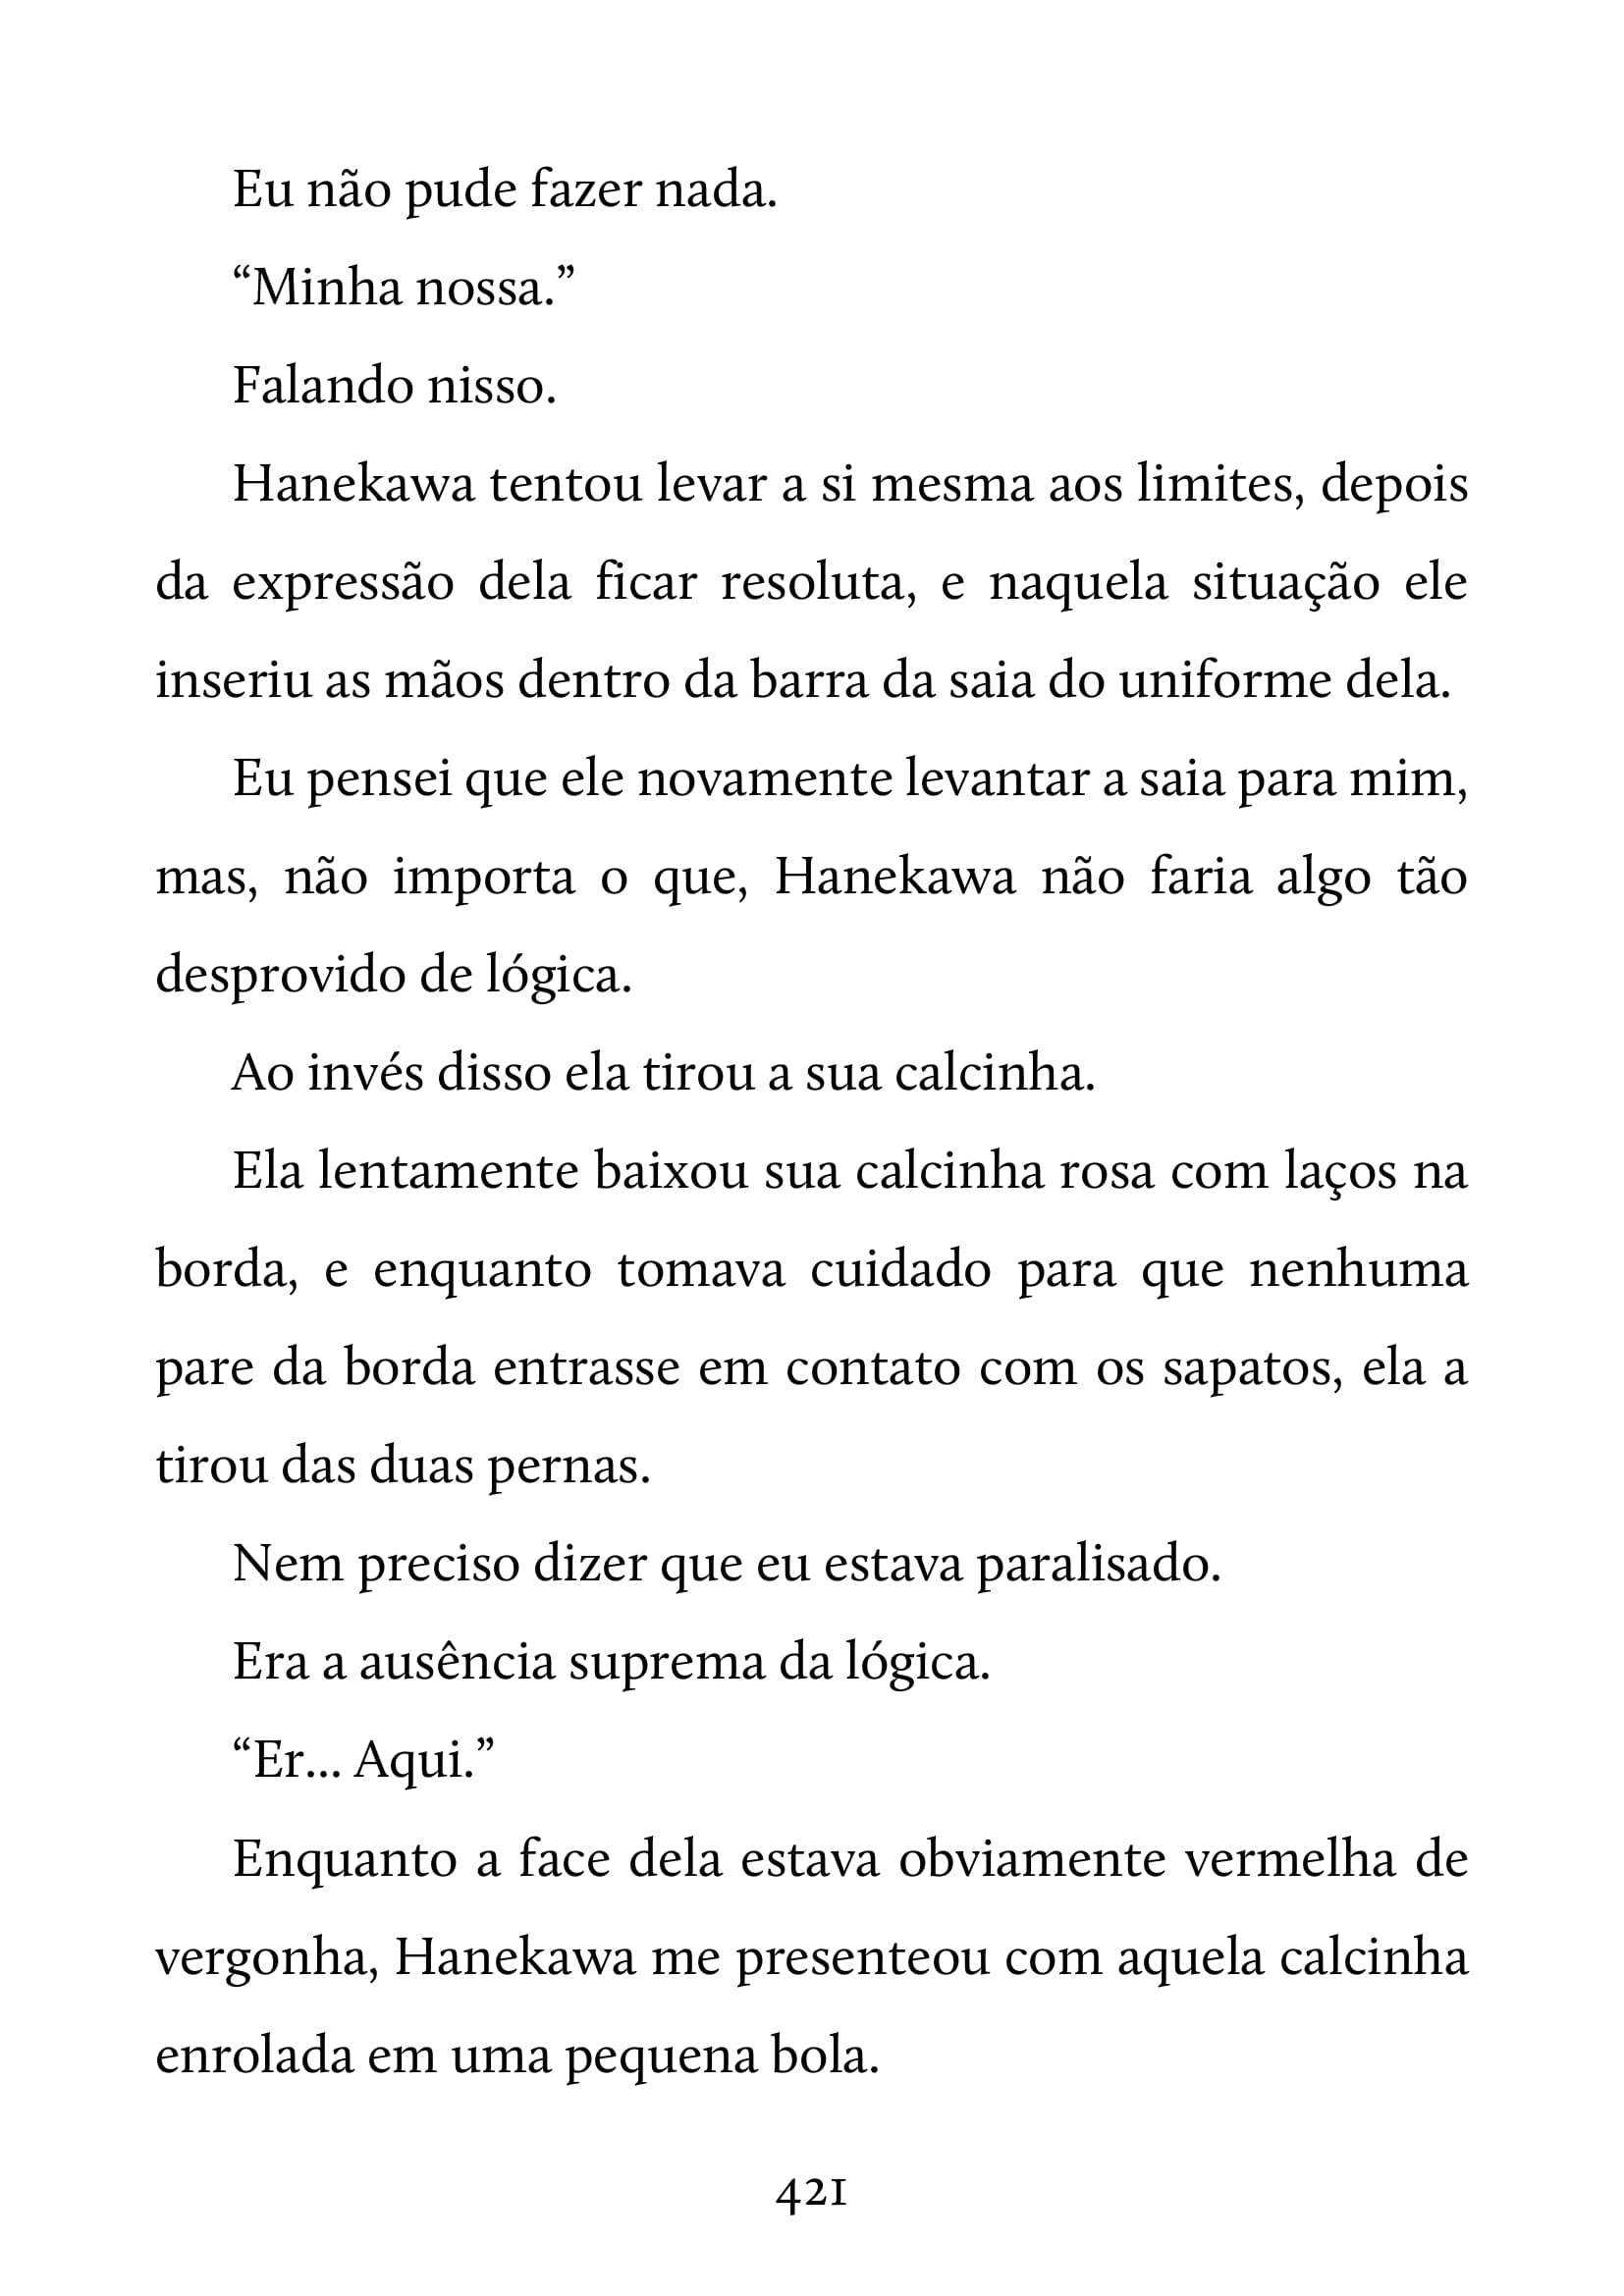 Eu não pude fazer nada.
“Minha nossa.”
Falando nisso.
Hanekawa tentou levar a si mesma aos limites, depois
da expressão dela ficar resoluta, e naquela situação ele
inseriu as mãos dentro da barra da saia do uniforme dela.
Eu pensei que ele novamente levantar a saia para mim,
mas, não importa o que, Hanekawa não faria algo tão
desprovido de lógica.
Ao invés disso ela tirou a sua calcinha.
Ela lentamente baixou sua calcinha rosa com laços na
borda, e enquanto tomava cuidado para que nenhuma
pare da borda entrasse em contato com os sapatos, ela a
tirou das duas pernas.
Nem preciso dizer que eu estava paralisado.
Era a ausência suprema da lógica.
“Er... Aqui.”
Enquanto a face dela estava obviamente vermelha de
vergonha, Hanekawa me presenteou com aquela calcinha
enrolada em uma pequena bola.
421